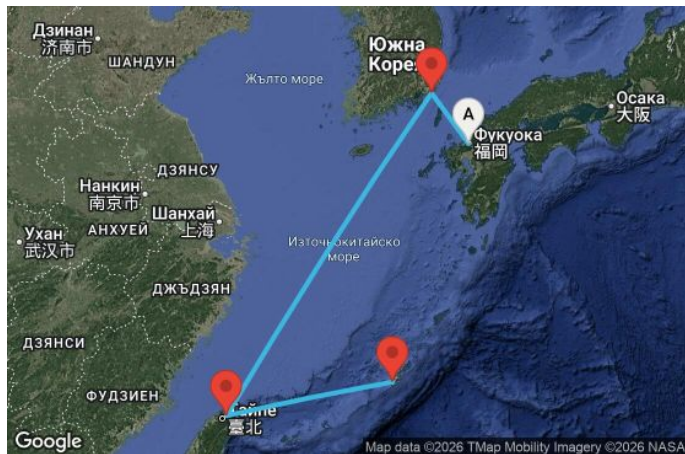 Дзинан
济南市
ШАНДУН
Южна
Корея
Жълто море
A
Фукуока
福岡
Осака
大阪
ДЗЯНСУ
Нанкин
南京市
Шанхай
上海
АНХУЕЙ
Ухан
武汉市
Източнокитайско
море
ДЖЪДЗЯН
ДЗЯНСИ
ФУДЗИЕН
Тайпе
臺北
Google
Map data ©2026 TMap Mobility Imagery ©2026 NASA